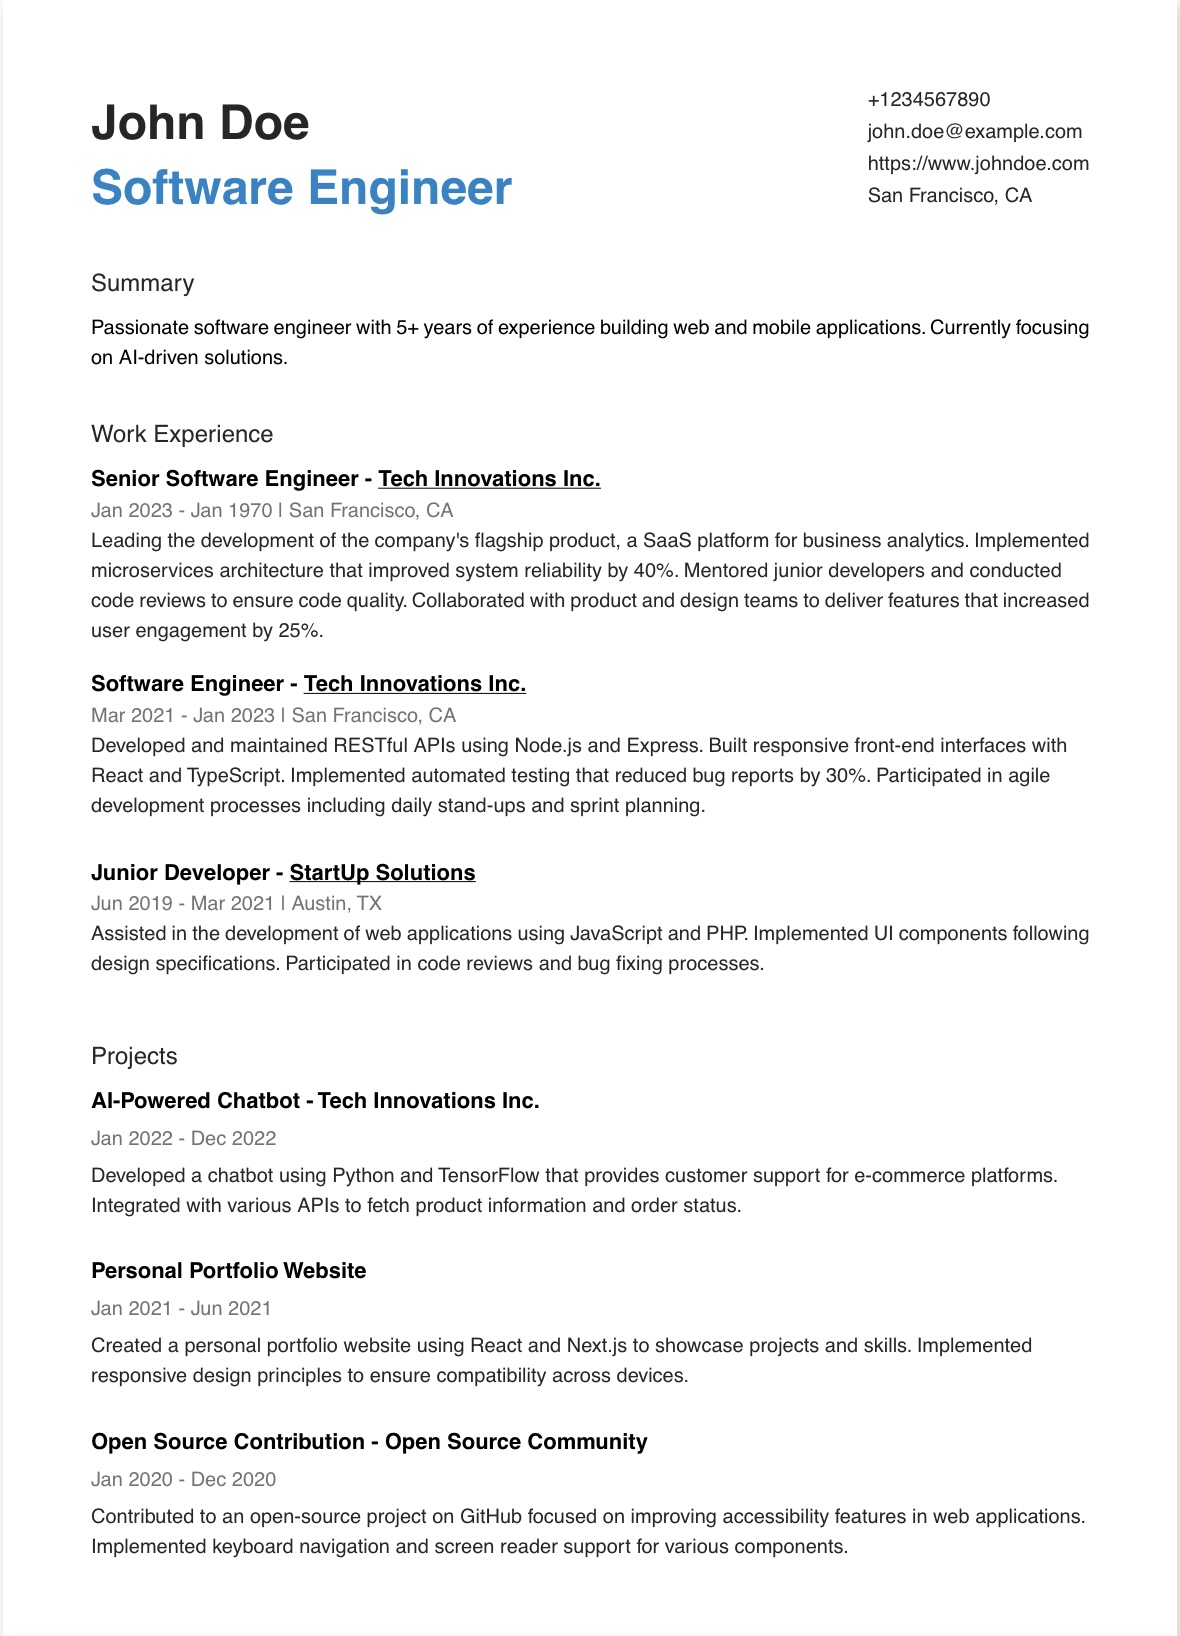 John Doe
Software Engineer
+1234567890
john.doe@example.com
https://www.johndoe.com
San Francisco, CA
Summary
Passionate software engineer with 5+ years of experience building web and mobile applications. Currently focusing
on AI-driven solutions.
Work Experience
Senior Software Engineer - Tech Innovations Inc.
Jan 2023 - Jan 1970 | San Francisco, CA
Leading the development of the company's flagship product, a SaaS platform for business analytics. Implemented
microservices architecture that improved system reliability by 40%. Mentored junior developers and conducted
code reviews to ensure code quality. Collaborated with product and design teams to deliver features that increased
user engagement by 25%.
Software Engineer - Tech Innovations Inc.
Mar 2021 - Jan 2023 | San Francisco, CA
Developed and maintained RESTful APIs using Node.js and Express. Built responsive front-end interfaces with
React and TypeScript. Implemented automated testing that reduced bug reports by 30%. Participated in agile
development processes including daily stand-ups and sprint planning.
Junior Developer - StartUp Solutions
Jun 2019 - Mar 2021 | Austin, TX
Assisted in the development of web applications using JavaScript and PHP. Implemented UI components following
design specifications. Participated in code reviews and bug fixing processes.
Projects
AI-Powered Chatbot - Tech Innovations Inc.
Jan 2022 - Dec 2022
Developed a chatbot using Python and TensorFlow that provides customer support for e-commerce platforms.
Integrated with various APIs to fetch product information and order status.
Personal Portfolio Website
Jan 2021 - Jun 2021
Created a personal portfolio website using React and Next.js to showcase projects and skills. Implemented
responsive design principles to ensure compatibility across devices.
Open Source Contribution - Open Source Community
Jan 2020 - Dec 2020
Contributed to an open-source project on GitHub focused on improving accessibility features in web applications.
Implemented keyboard navigation and screen reader support for various components.